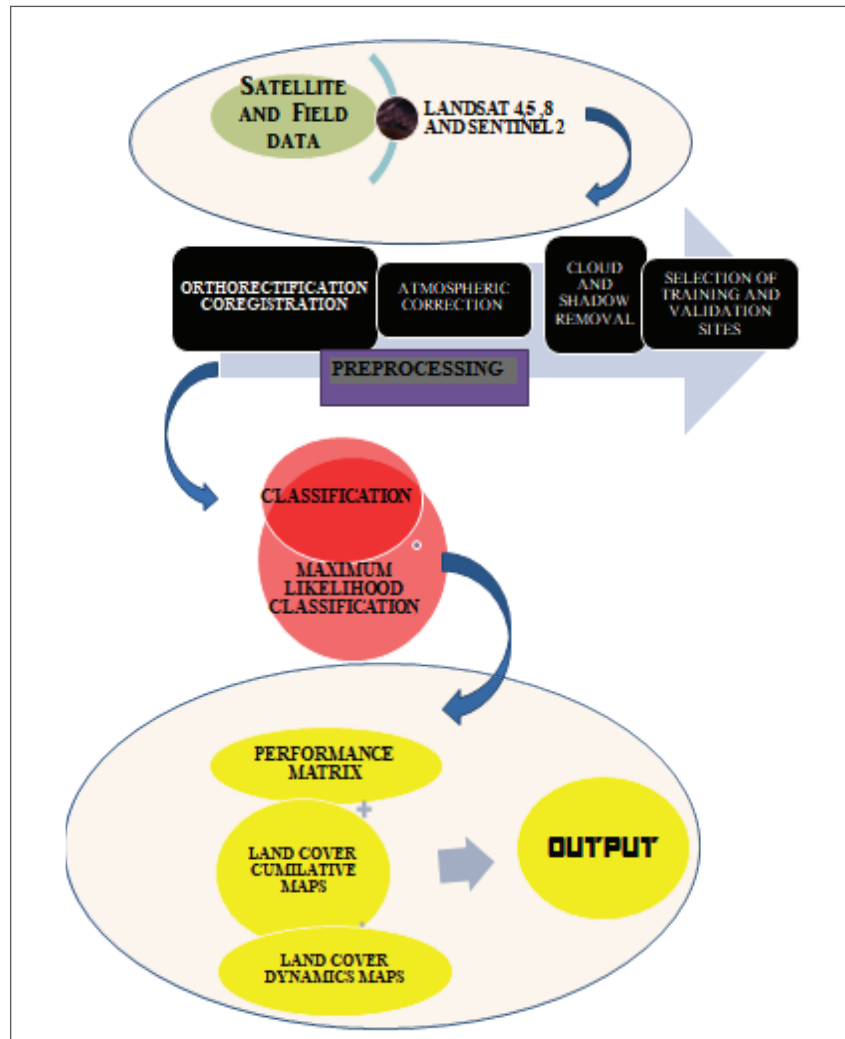 SATELLITE
AND FIELD
DATA
LANDSAT 4,5 ,8
AND SENTINEL 2
ORTHORECTIFICATION
COREGISTRATION
ATMOSPHERIC
CORRECTION
CLOUD
AND
SHADOW
REMOVAL
SELECTION OF
TRAINING AND
VALIDATION
SITES
PREPROCESSING
CLASSIFICATION
MAXIMUM
LIKELIHOOD
CLASSIFICATION
PERFORMANCE
MATRIX
LAND COVER
CUMILATIVE
MAPS
LAND COVER
DYNAMICS MAPS
OUTPUT